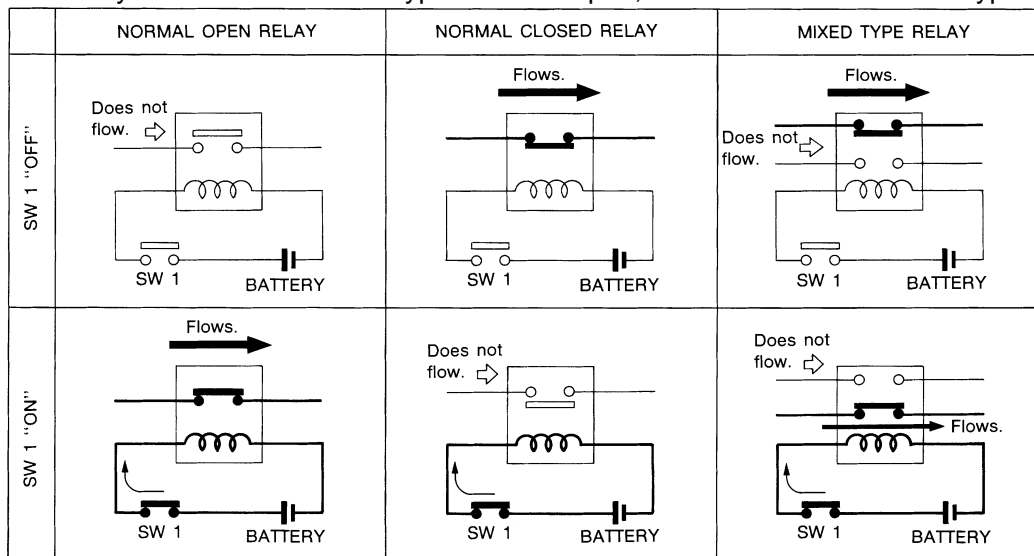 NORMAL OPEN RELAY
NORMAL CLOSED RELAY
MIXED TYPE RELAY
SW 1 "OFF"
Does not
flow.
SW 1
BATTERY
Flows.
SW 1
BATTERY
Flows.
Does not
flow.
SW 1
BATTERY
SW 1 "ON"
Flows.
SW 1
BATTERY
Does not
flow.
SW 1
BATTERY
Does not
flow.
Flows.
SW 1
BATTERY